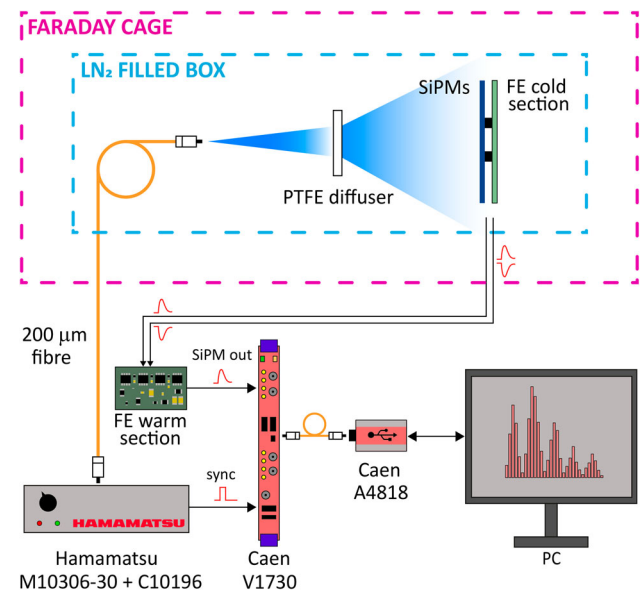 FARADAY CAGE
LN₂ FILLED BOX
SiPMs
FE cold
section
PTFE diffuser
200 μm
fibre
SiPM out
FE warm
section
sync
Caen
A4818
HAMAMATSU
Hamamatsu
M10306-30 + C10196
Caen
V1730
PC